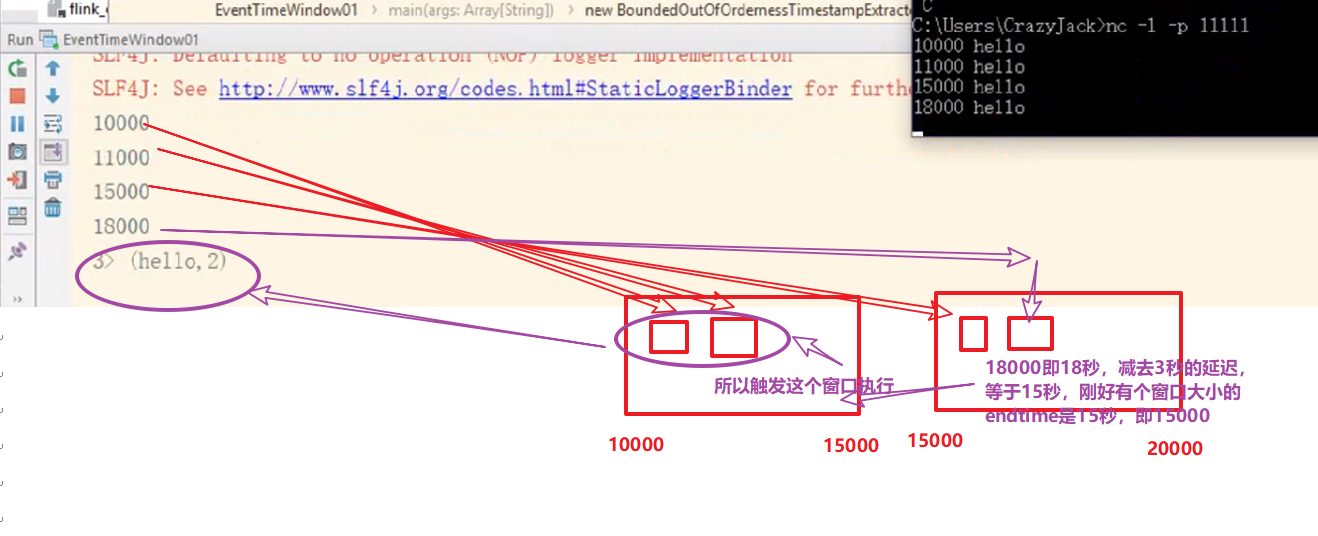 flink_
EventTimeWindow01 > main(args: Array[String]) > new BoundedOutOfOrdernessTimestampExtracto
Run EventTimeWindow01
SLF4J: Defaulting to no operation (NOP) logger implementation
SLF4J: See http://www.slf4j.org/codes.html#StaticLoggerBinder for furthe
10000
11000
15000
18000
3> (hello,2)
C
C:\Users\CrazyJack>nc -l -p 11111
10000 hello
11000 hello
15000 hello
18000 hello
所以触发这个窗口执行
18000即18秒，减去3秒的延迟，
等于15秒，刚好有个窗口大小的
endtime是15秒，即15000
10000
15000
15000
20000